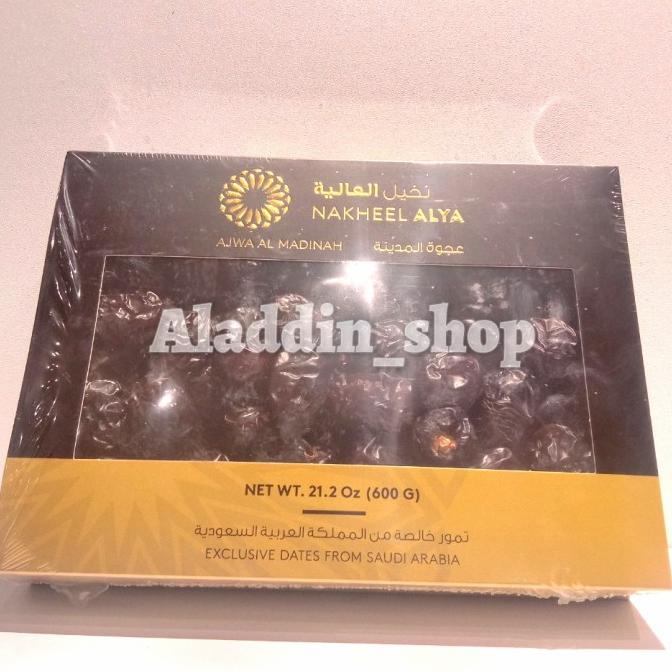 نخيل العالية
NAKHEEL ALYA
AJWA AL MADINAH عجوة المدينة
Aladdin_shop
NET WT. 21.2 Oz (600 G)
تمور خالصة من المملكة العربية السعودية
EXCLUSIVE DATES FROM SAUDI ARABIA